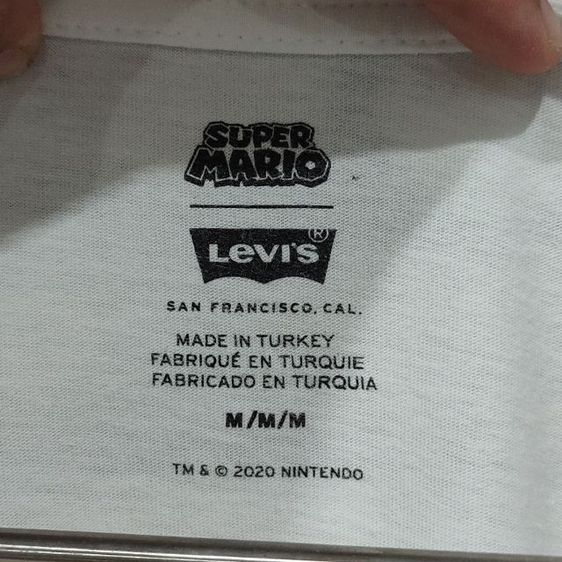 SUPER
MARIO
Levi's®
SAN FRANCISCO, CAL.
MADE IN TURKEY
FABRIQUÉ EN TURQUIE
FABRICADO EN TURQUIA
M/M/M
TM & © 2020 NINTENDO